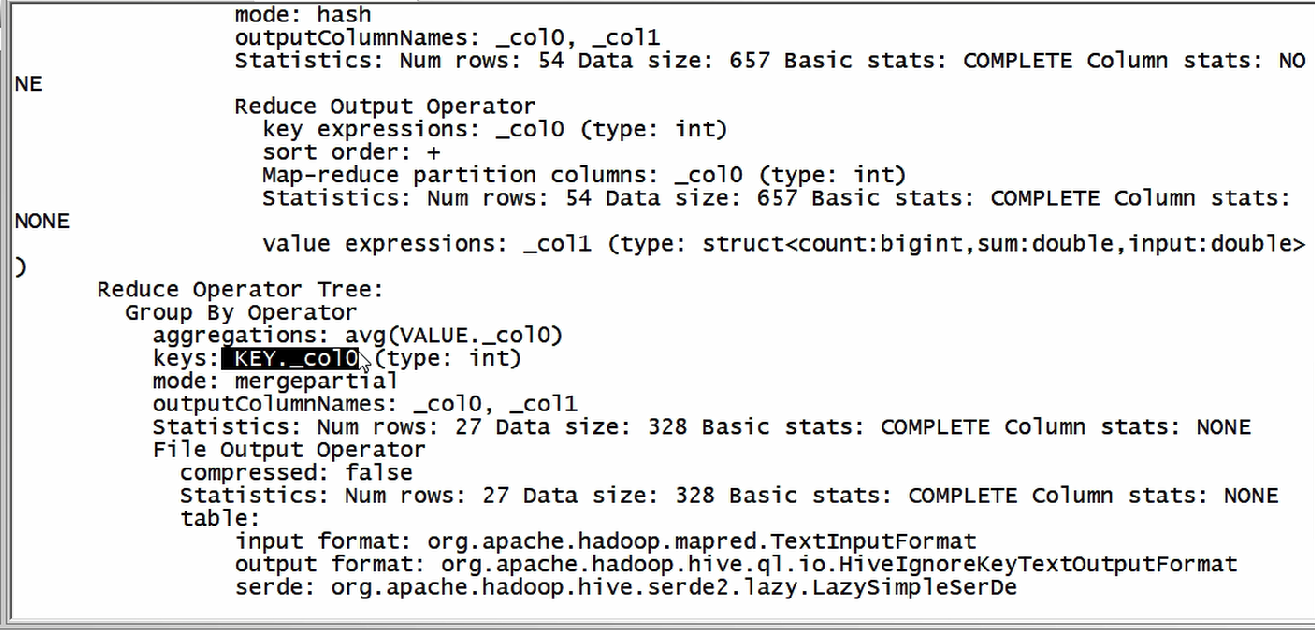 mode: hash
outputColumnNames: _col0, _col1
Statistics: Num rows: 54 Data size: 657 Basic stats: COMPLETE Column stats: NO
NE
Reduce Output Operator
key expressions: _col0 (type: int)
sort order: +
Map-reduce partition columns: _col0 (type: int)
Statistics: Num rows: 54 Data size: 657 Basic stats: COMPLETE Column stats:
NONE
value expressions: _col1 (type: struct<count:bigint,sum:double,input:double>
)
Reduce Operator Tree:
Group By Operator
aggregations: avg(VALUE._col0)
keys: KEY._col0 (type: int)
mode: mergepartial
outputColumnNames: _col0, _col1
Statistics: Num rows: 27 Data size: 328 Basic stats: COMPLETE Column stats: NONE
File Output Operator
compressed: false
Statistics: Num rows: 27 Data size: 328 Basic stats: COMPLETE Column stats: NONE
table:
input format: org.apache.hadoop.mapred.TextInputFormat
output format: org.apache.hadoop.hive.ql.io.HiveIgnoreKeyTextOutputFormat
serde: org.apache.hadoop.hive.serde2.lazy.LazySimpleSerDe